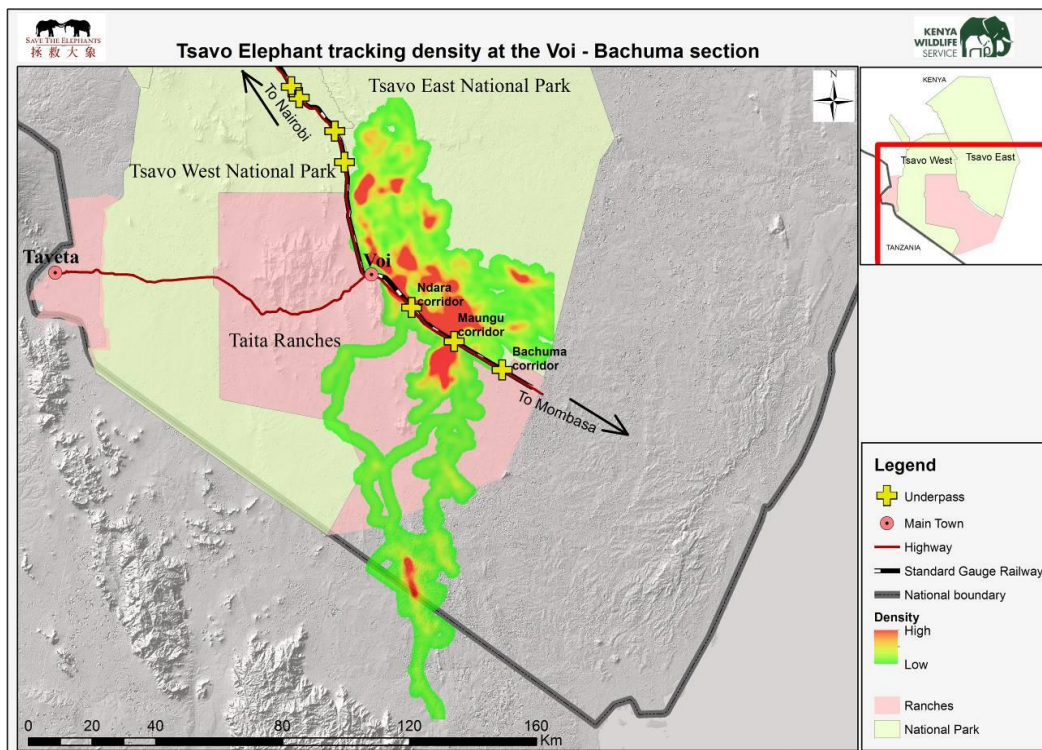 SAVE THE ELEPHANTS
拯救大象
Tsavo Elephant tracking density at the Voi - Bachuma section
KENYA
WILDLIFE
SERVICE
Tsavo East National Park
To Nairobi
Tsavo West National Park
N
Taveta
Voi
Ndara
corridor
Maungu
corridor
Taita Ranches
Bachuma
corridor
To Mombasa
0 20 40 80 120 160
Km
KENYA
Tsavo West
Tsavo East
TANZANIA
Legend
Underpass
Main Town
Highway
Standard Gauge Railway
National boundary
Density
High
Low
Ranches
National Park